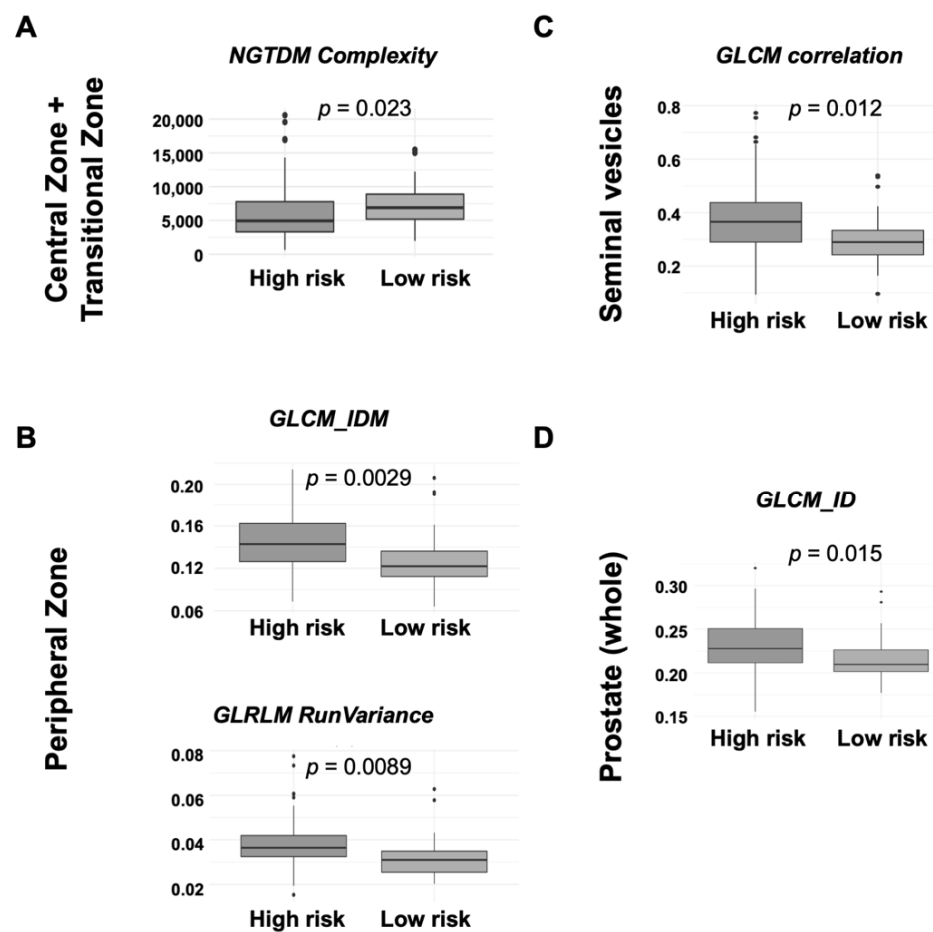 A
NGTDM Complexity
Central Zone +
Transitional Zone
p = 0.023
20,000
15,000
10,000
5,000
0
High risk
Low risk
C
GLCM correlation
Seminal vesicles
p = 0.012
0.8
0.6
0.4
0.2
High risk
Low risk
B
Peripheral Zone
GLCM_IDM
p = 0.0029
0.20
0.16
0.12
0.06
High risk
Low risk
GLRLM RunVariance
p = 0.0089
0.08
0.06
0.04
0.02
High risk
Low risk
D
GLCM_ID
Prostate (whole)
p = 0.015
0.30
0.25
0.20
0.15
High risk
Low risk